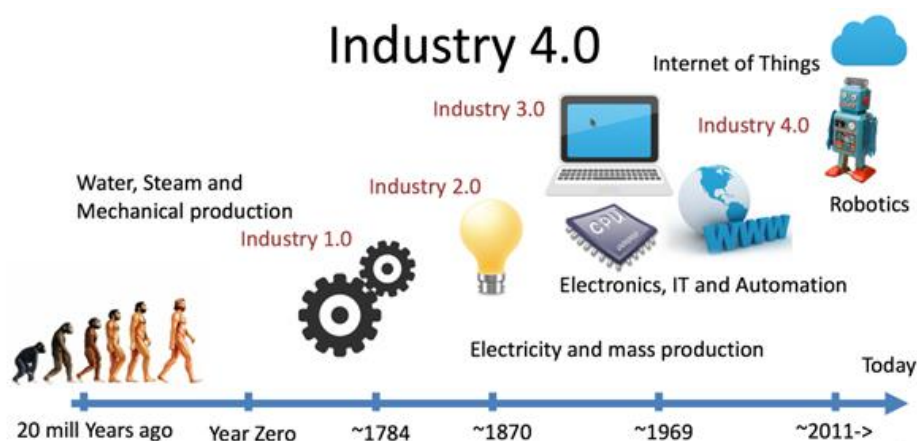 Industry 4.0
Internet of Things
Industry 3.0
Industry 4.0
Water, Steam and
Mechanical production
Industry 2.0
Robotics
Industry 1.0
CPU
WWW
Electronics, IT and Automation
Electricity and mass production
Today
20 mill Years ago
Year Zero
~1784
~1870
~1969
~2011->